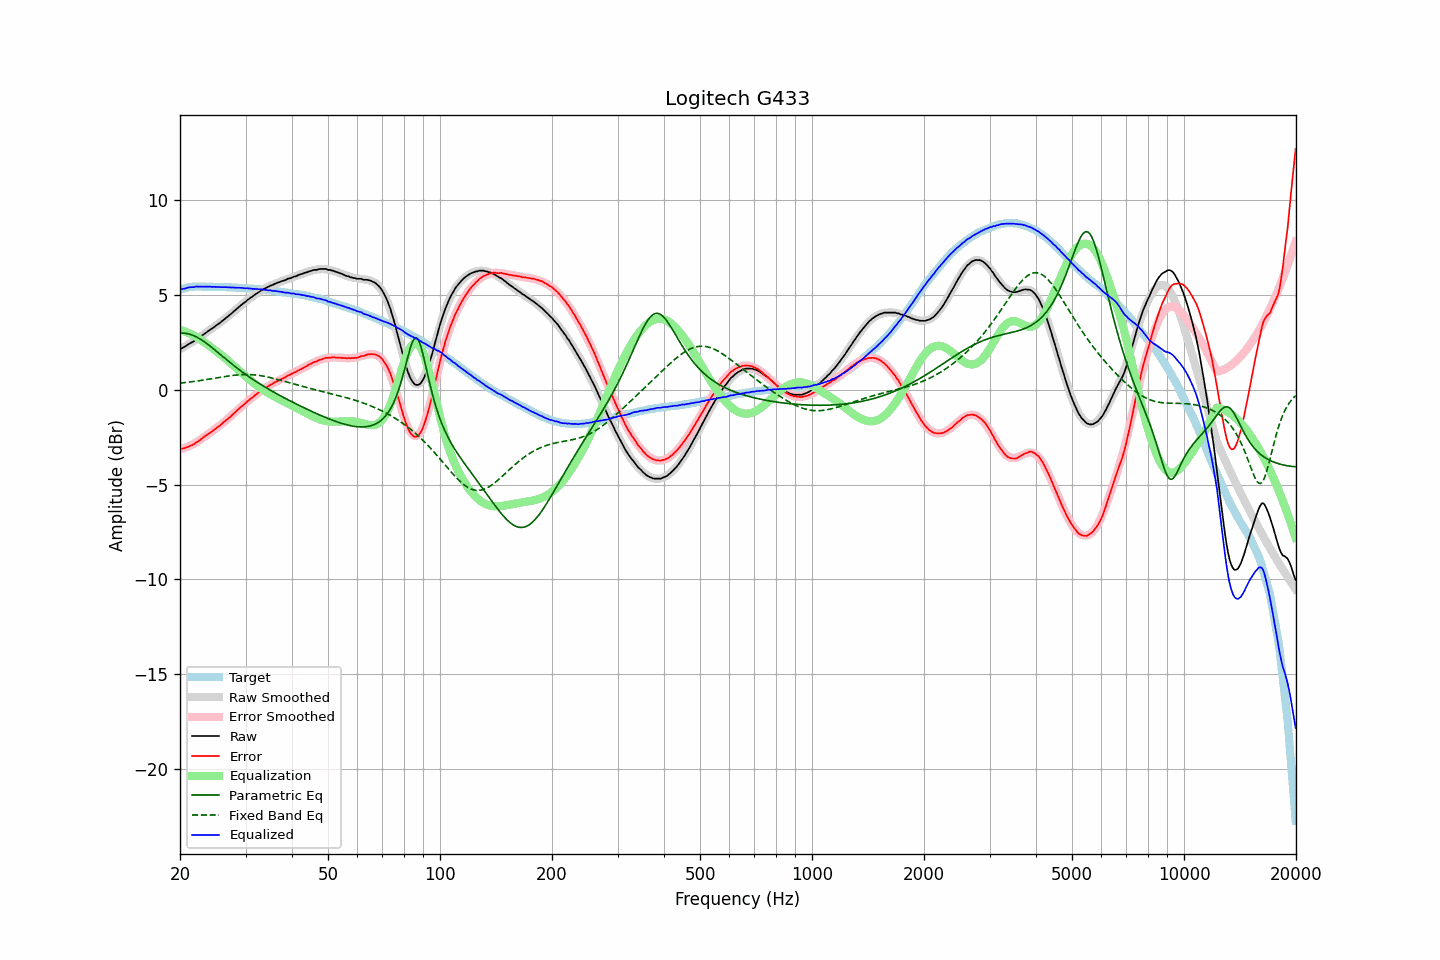 Logitech G433
Amplitude (dBr)
10
5
0
−5
−10
−15
−20
Target
Raw Smoothed
Error Smoothed
Raw
Error
Equalization
Parametric Eq
Fixed Band Eq
Equalized
20 50 100 200 500 1000 2000 5000 10000 20000
Frequency (Hz)